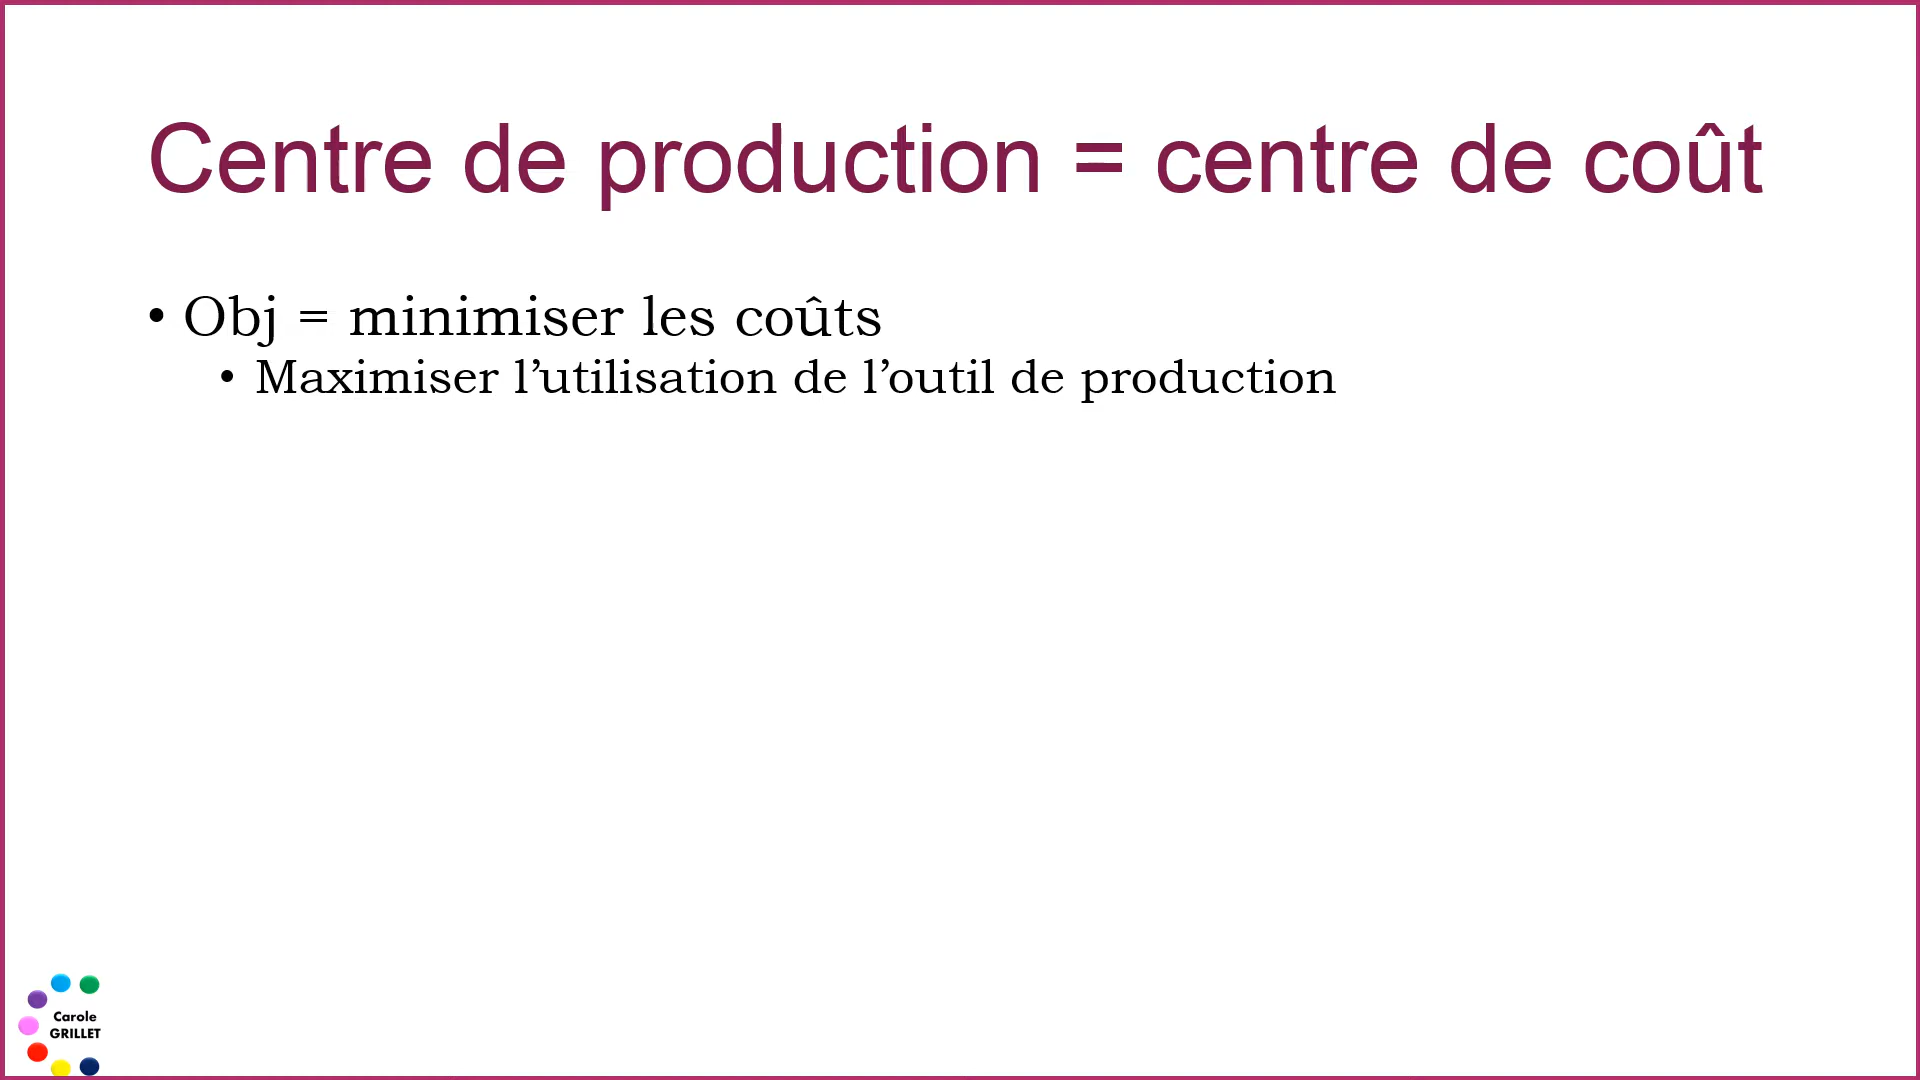 Centre de production = centre de coût
• Obj = minimiser les coûts
• Maximiser l’utilisation de l’outil de production
Carole
GRILLET